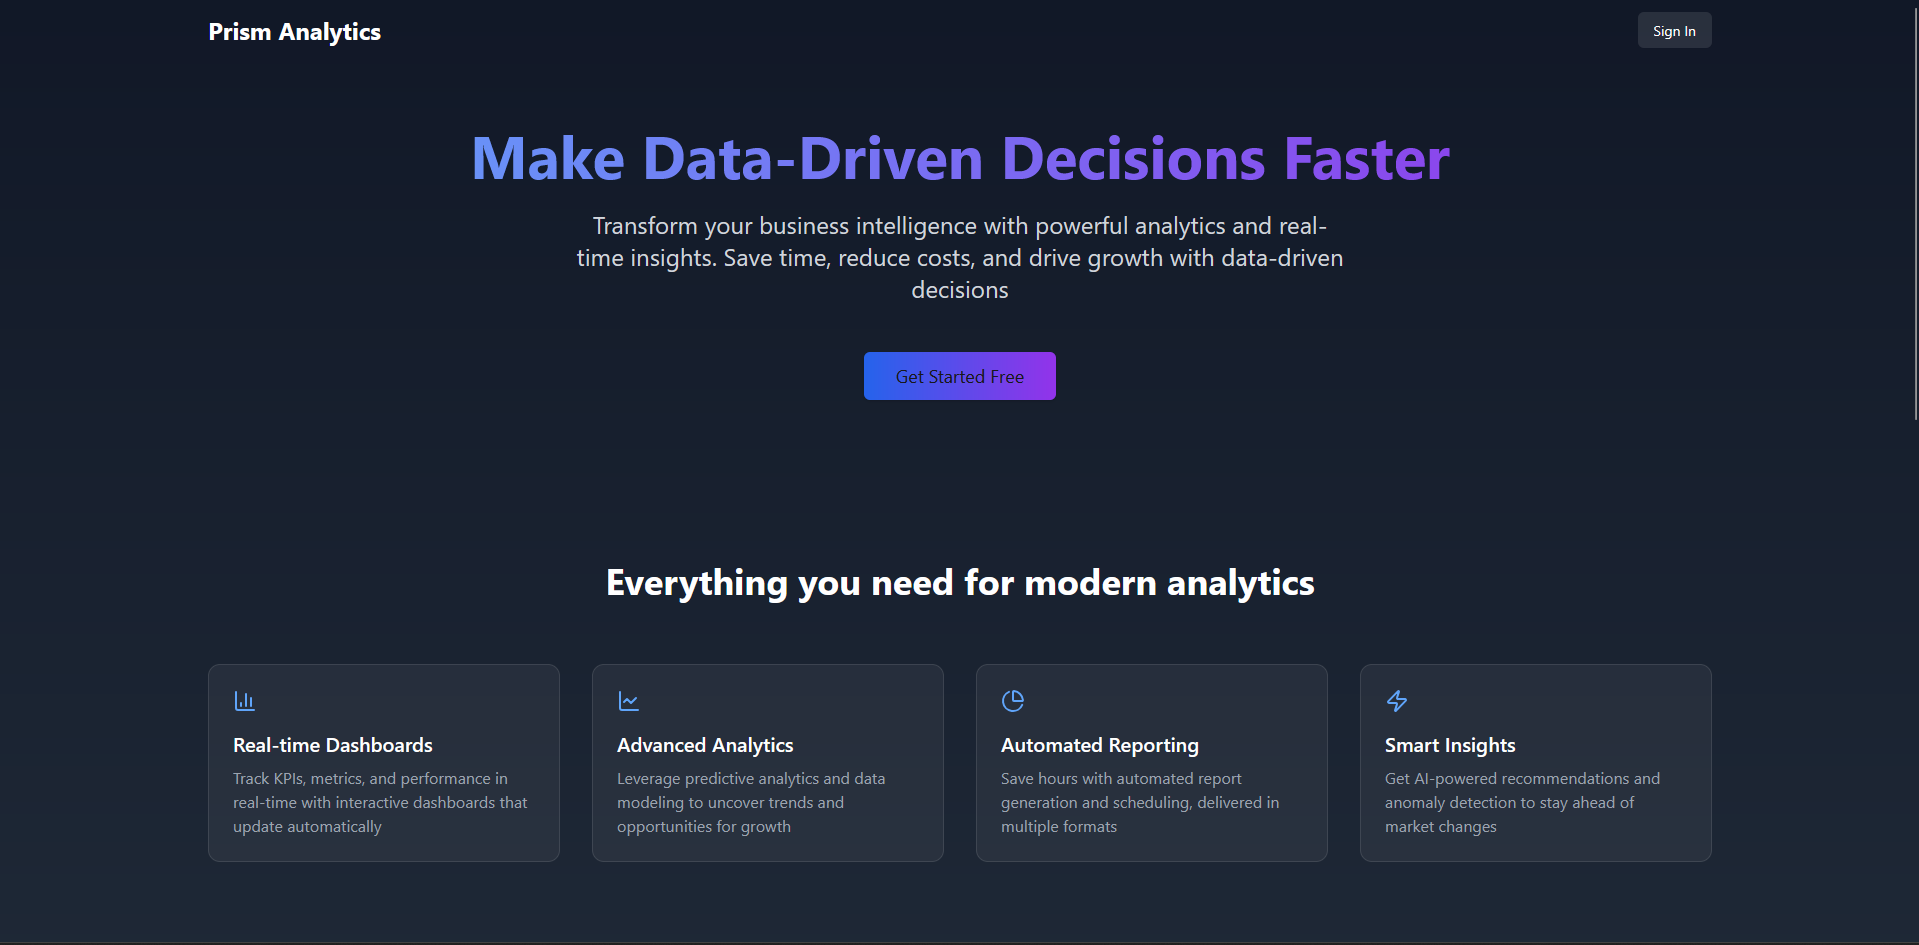 Prism Analytics
Sign In
Make Data-Driven Decisions Faster
Transform your business intelligence with powerful analytics and real-
time insights. Save time, reduce costs, and drive growth with data-driven
decisions
Get Started Free
Everything you need for modern analytics
Real-time Dashboards
Track KPIs, metrics, and performance in
real-time with interactive dashboards that
update automatically
Advanced Analytics
Leverage predictive analytics and data
modeling to uncover trends and
opportunities for growth
Automated Reporting
Save hours with automated report
generation and scheduling, delivered in
multiple formats
Smart Insights
Get AI-powered recommendations and
anomaly detection to stay ahead of
market changes